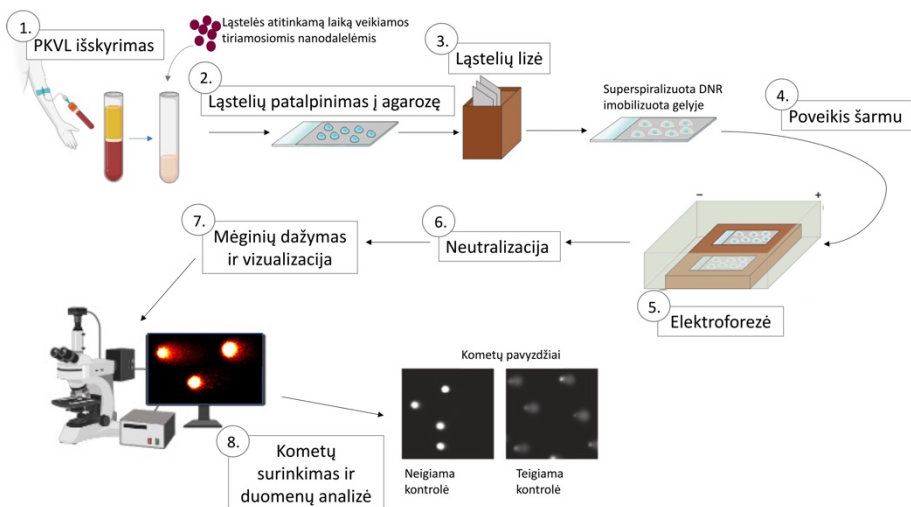 1.
PKVL išskyrimas
Ląstelės atitinkamą laiką veikiamos
tiriamosiomis nanodalelėmis
2.
Ląstelių patalpinimas į agarozę
3.
Ląstelių lizė
Superspiralizuota DNR
imobilizuota gelyje
4.
Poveikis šarmu
– +
5.
Elektroforezė
6.
Neutralizacija
7.
Mėginių dažymas
ir vizualizacija
8.
Kometų
surinkimas ir
duomenų analizė
Kometų pavyzdžiai
Neigiama
kontrolė
Teigiama
kontrolė